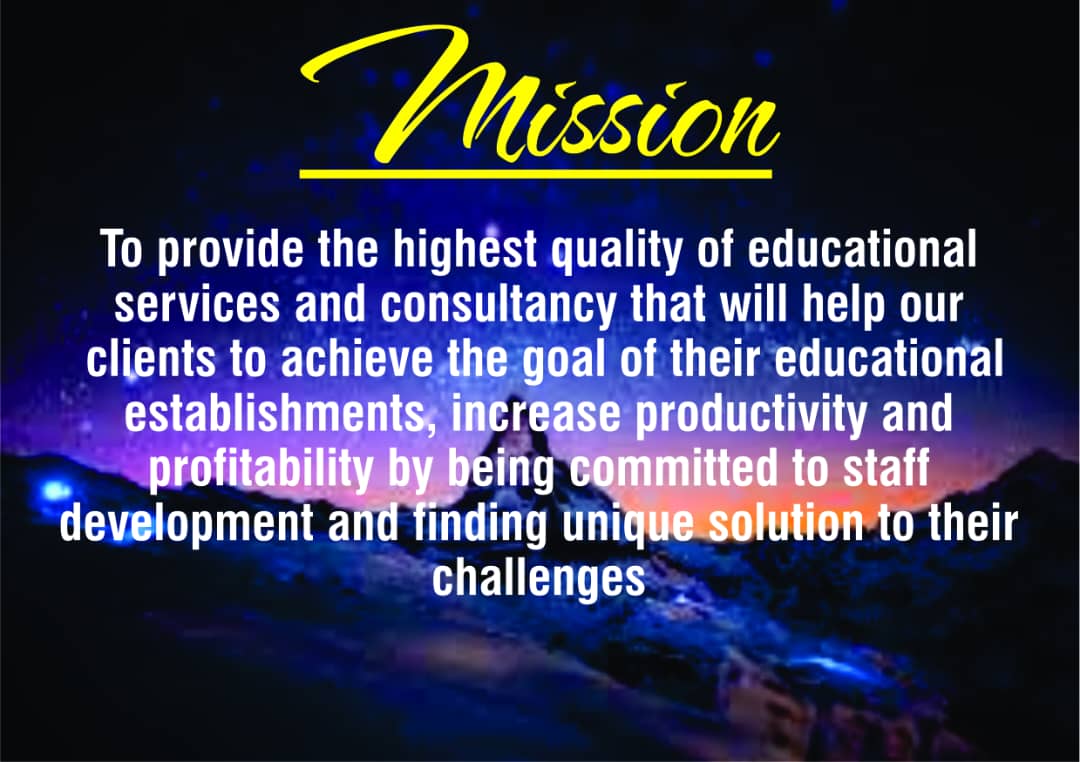 Mission
To provide the highest quality of educational
services and consultancy that will help our
clients to achieve the goal of their educational
establishments, increase productivity and
profitability by being committed to staff
development and finding unique solution to their
challenges